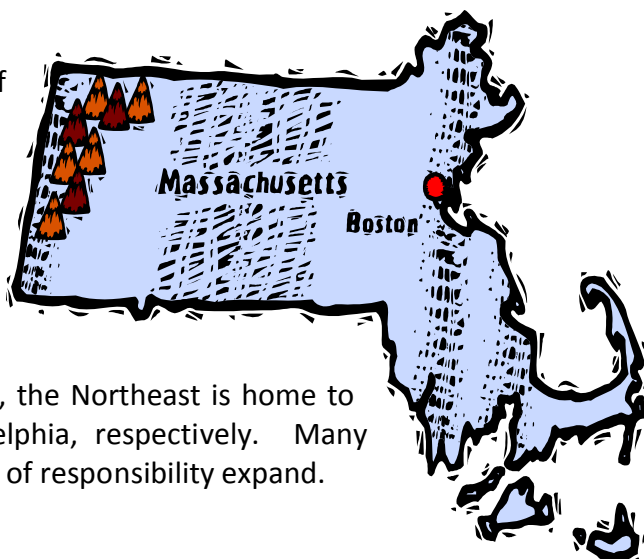 f
Massachusetts
Boston
, the Northeast is home to
elphia, respectively. Many
of responsibility expand.